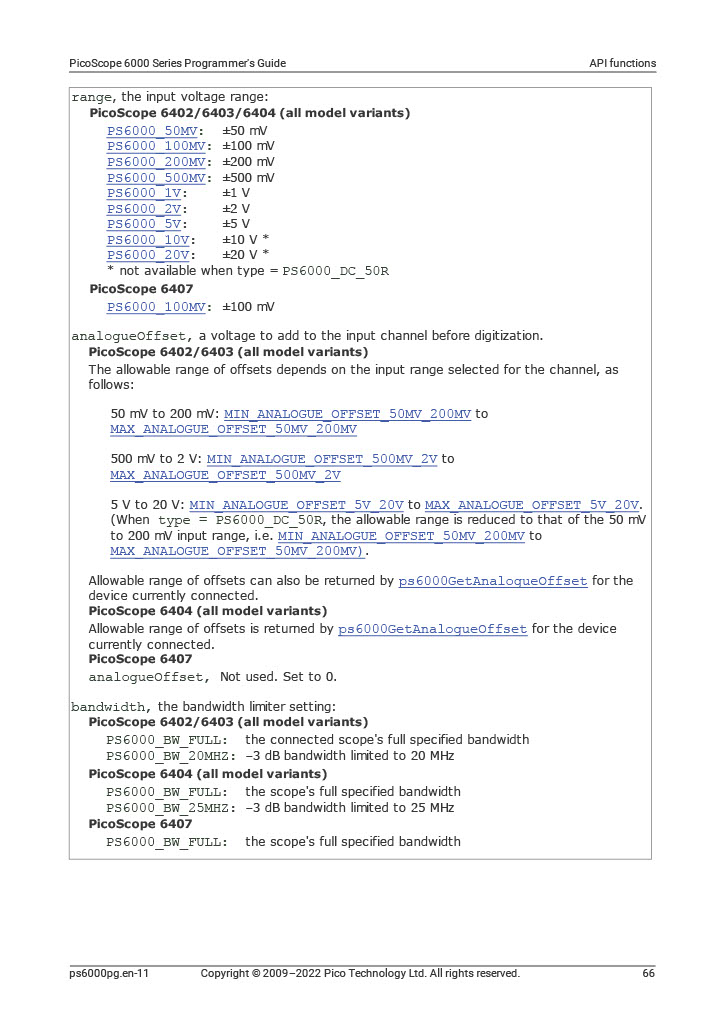 PicoScope 6000 Series Programmer's Guide API functions
range, the input voltage range:
PicoScope 6402/6403/6404 (all model variants)
PS6000_50MV: ±50 mV
PS6000_100MV: ±100 mV
PS6000_200MV: ±200 mV
PS6000_500MV: ±500 mV
PS6000_1V: ±1 V
PS6000_2V: ±2 V
PS6000_5V: ±5 V
PS6000_10V: ±10 V *
PS6000_20V: ±20 V *
* not available when type = PS6000_DC_50R
PicoScope 6407
PS6000_100MV: ±100 mV
analogueOffset, a voltage to add to the input channel before digitization.
PicoScope 6402/6403 (all model variants)
The allowable range of offsets depends on the input range selected for the channel, as
follows:
50 mV to 200 mV: MIN_ANALOGUE_OFFSET_50MV_200MV to
MAX_ANALOGUE_OFFSET_50MV_200MV
500 mV to 2 V: MIN_ANALOGUE_OFFSET_500MV_2V to
MAX_ANALOGUE_OFFSET_500MV_2V
5 V to 20 V: MIN_ANALOGUE_OFFSET_5V_20V to MAX_ANALOGUE_OFFSET_5V_20V.
(When type = PS6000_DC_50R, the allowable range is reduced to that of the 50 mV
to 200 mV input range, i.e. MIN_ANALOGUE_OFFSET_50MV_200MV to
MAX_ANALOGUE_OFFSET_50MV_200MV).
Allowable range of offsets can also be returned by ps6000GetAnalogueOffset for the
device currently connected.
PicoScope 6404 (all model variants)
Allowable range of offsets is returned by ps6000GetAnalogueOffset for the device
currently connected.
PicoScope 6407
analogueOffset, Not used. Set to 0.
bandwidth, the bandwidth limiter setting:
PicoScope 6402/6403 (all model variants)
PS6000_BW_FULL: the connected scope's full specified bandwidth
PS6000_BW_20MHZ: –3 dB bandwidth limited to 20 MHz
PicoScope 6404 (all model variants)
PS6000_BW_FULL: the scope's full specified bandwidth
PS6000_BW_25MHZ: –3 dB bandwidth limited to 25 MHz
PicoScope 6407
PS6000_BW_FULL: the scope's full specified bandwidth
ps6000pg.en-11 Copyright © 2009–2022 Pico Technology Ltd. All rights reserved. 66